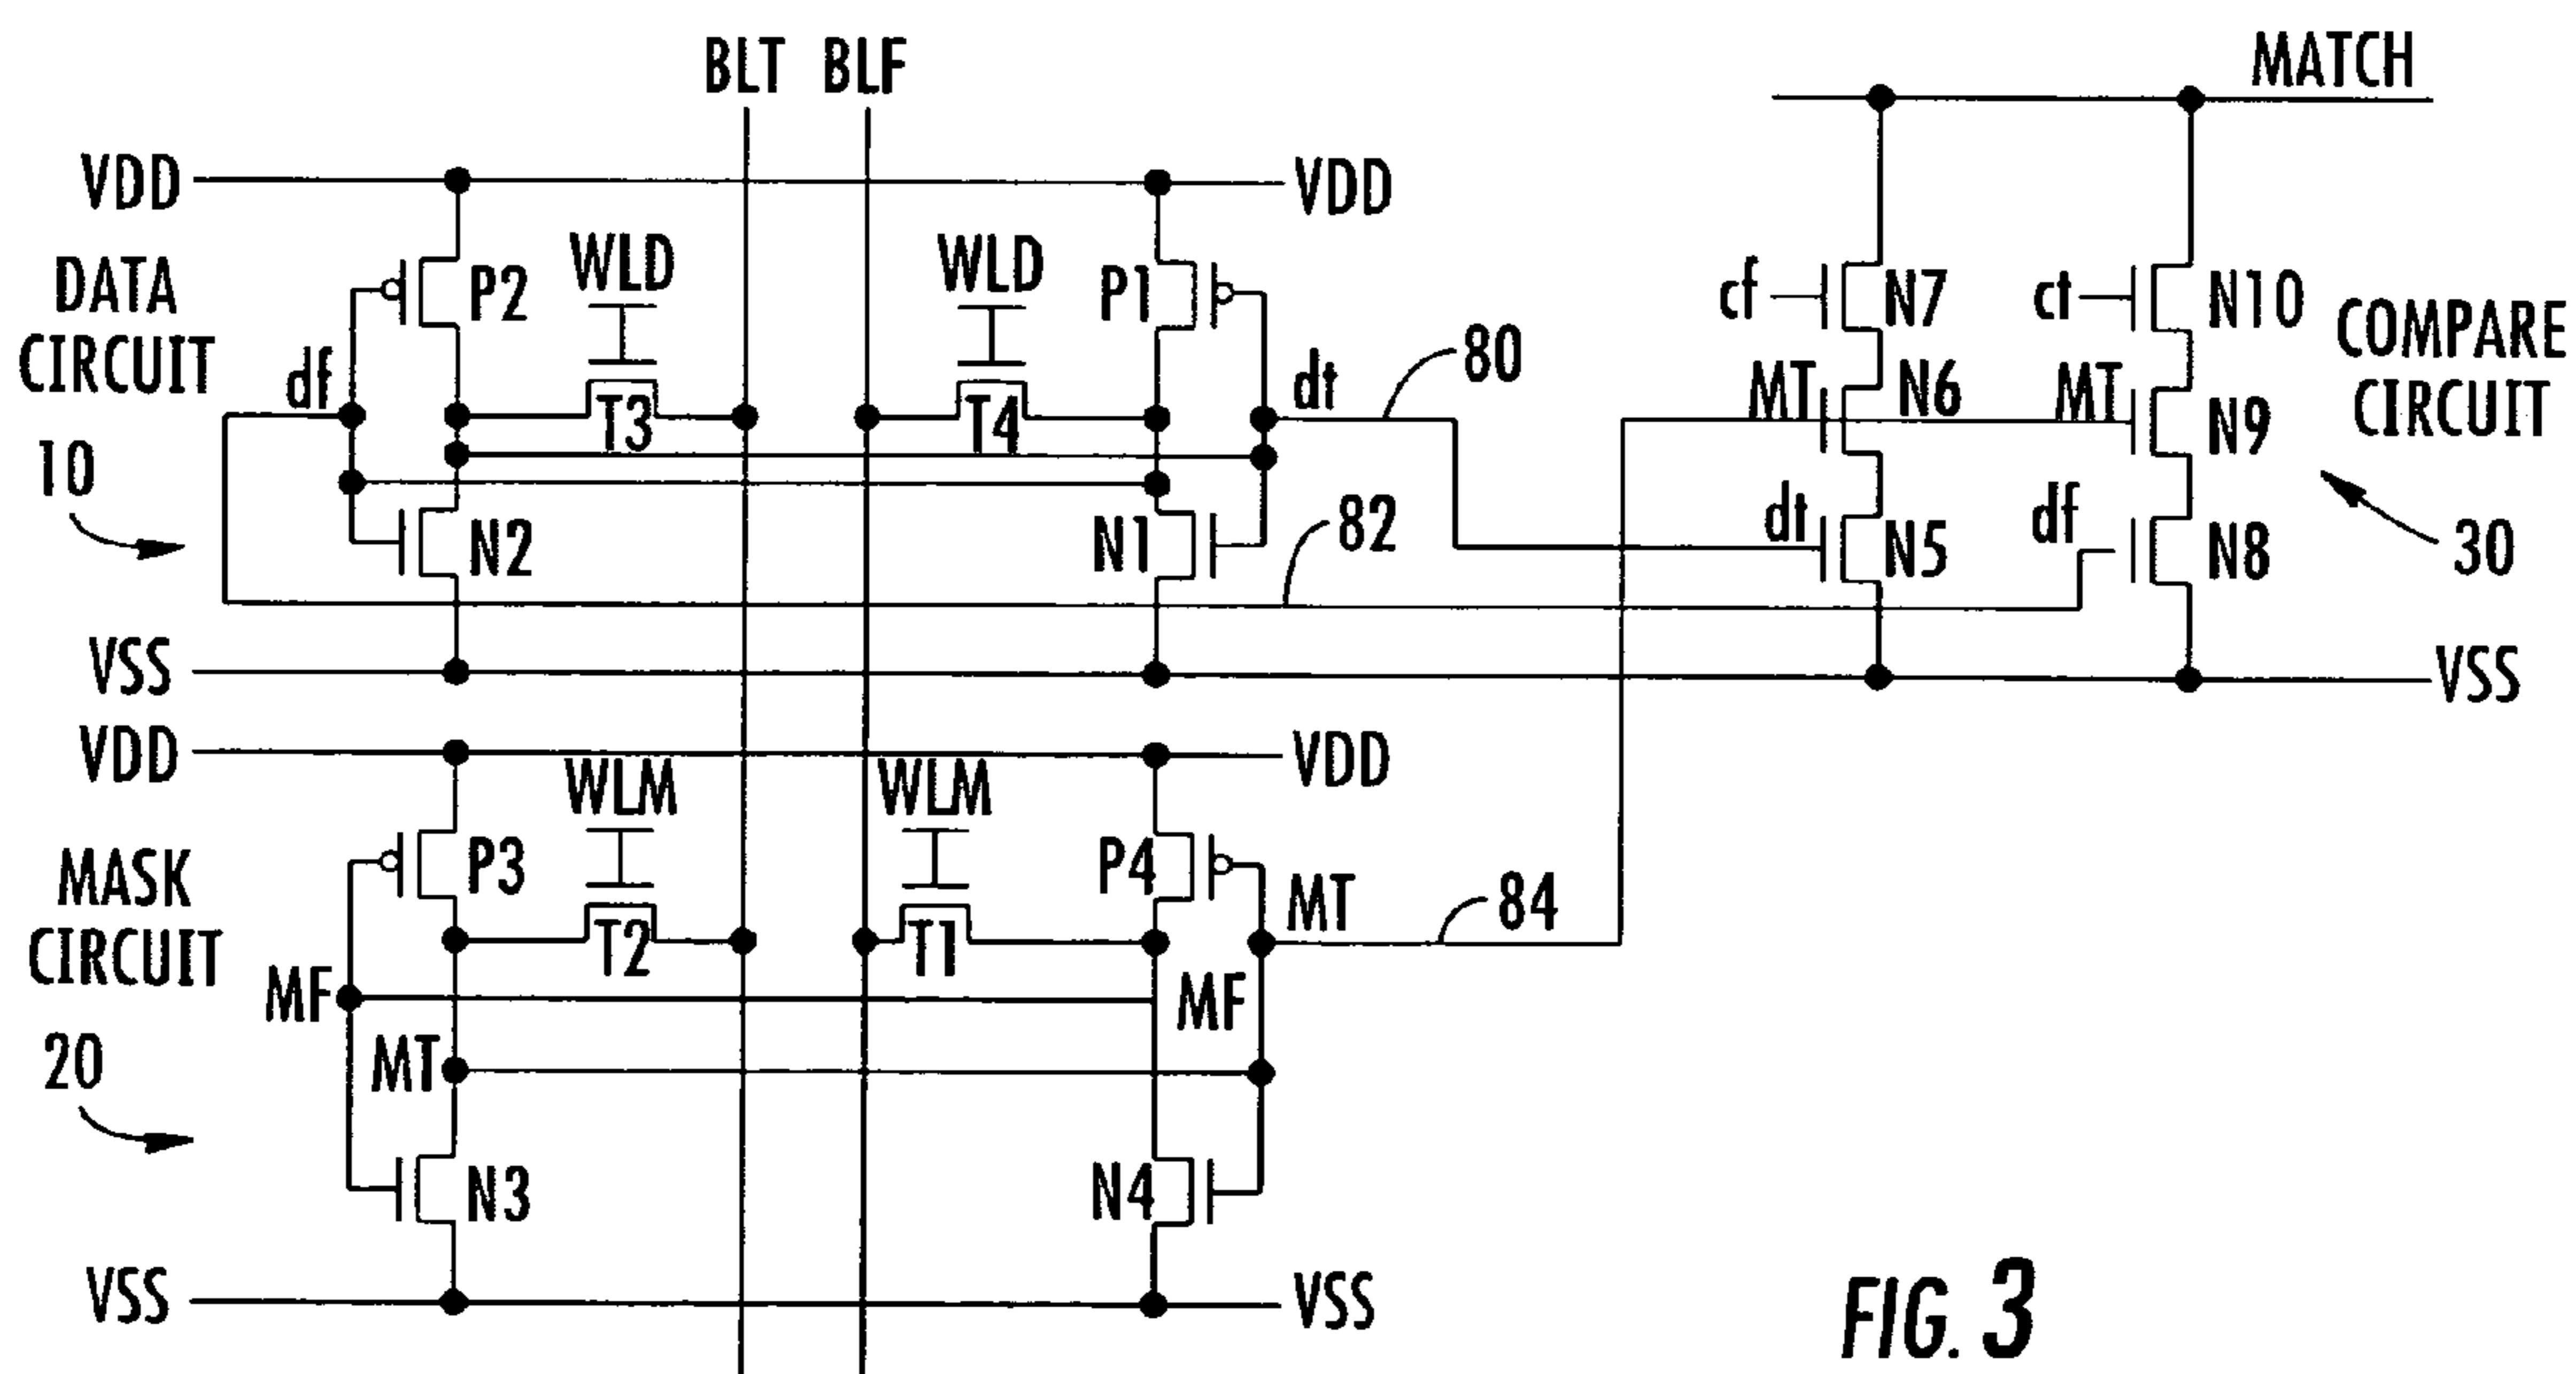 BLT BLF
MATCH
VDD
VDD
DATA
CIRCUIT
10
df
P2
WLD
T3
WLD
T4
P1
dt
80
82
N2
N1
cf
N7
ct
N10
MT
N6
MT
N9
dt
N5
df
N8
COMPARE
CIRCUIT
30
VSS
VSS
VDD
VDD
MASK
CIRCUIT
20
P3
WLM
T2
WLM
T1
P4
MT
84
MF
MF
MT
N3
N4
VSS
VSS
FIG. 3